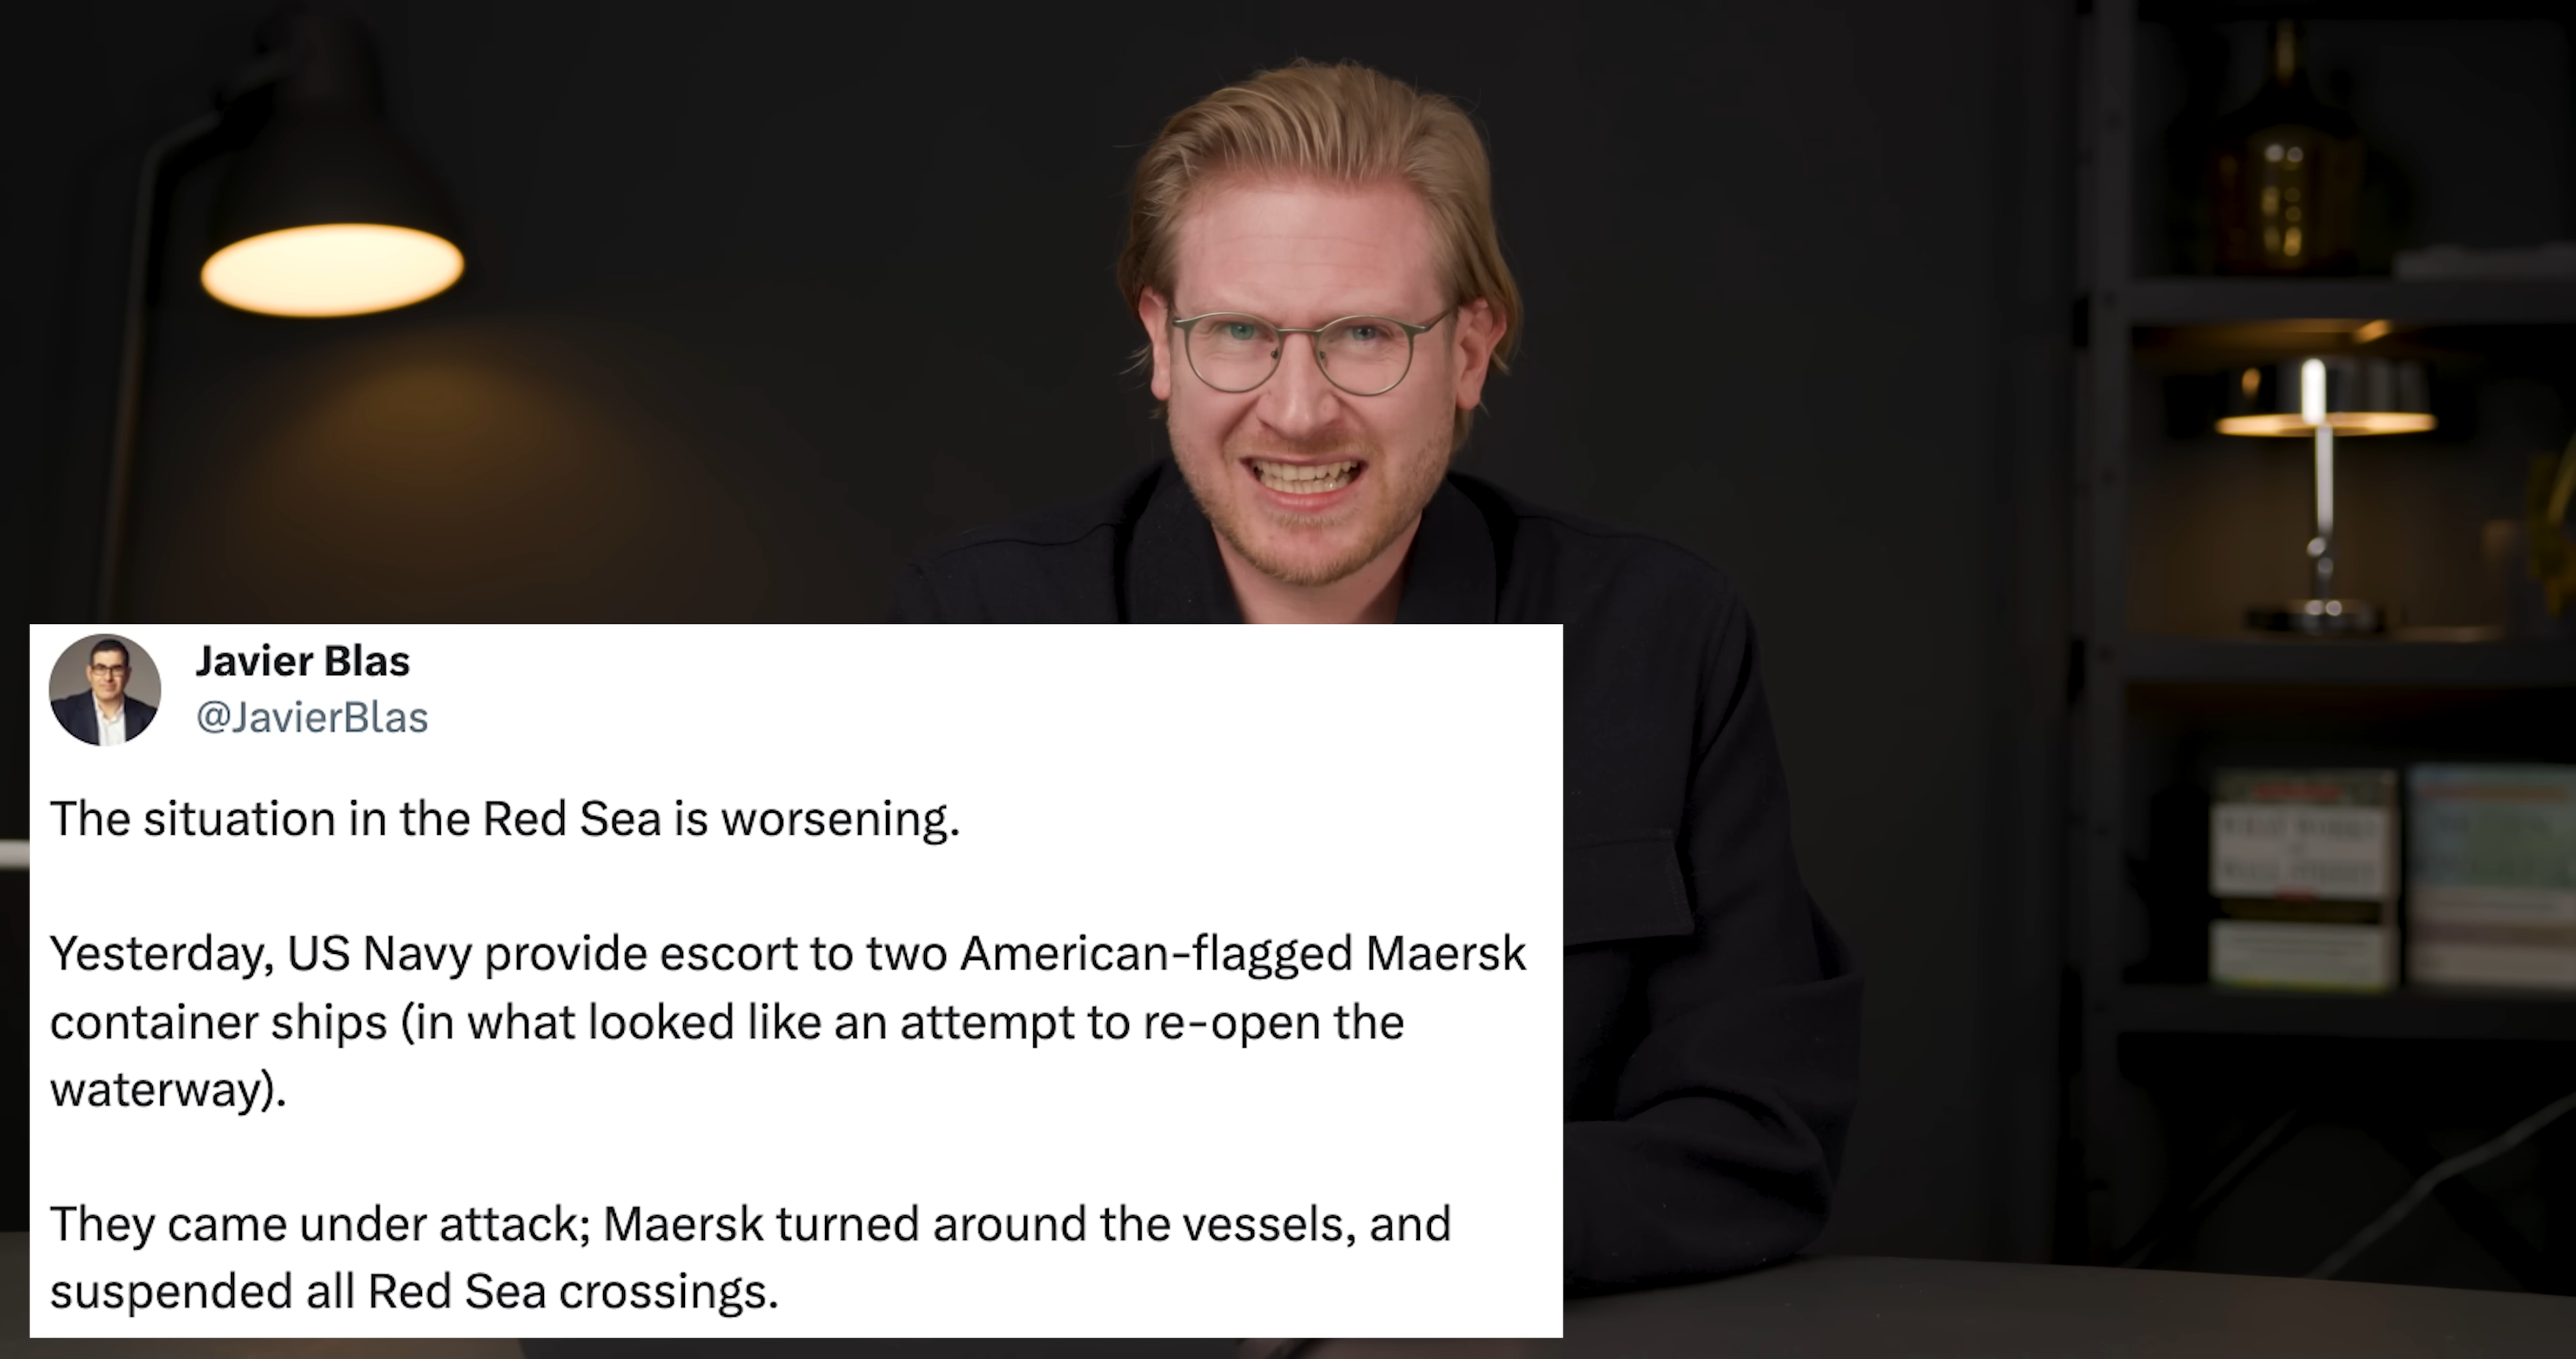 Javier Blas
@JavierBlas
The situation in the Red Sea is worsening.
Yesterday, US Navy provide escort to two American-flagged Maersk
container ships (in what looked like an attempt to re-open the
waterway).
They came under attack; Maersk turned around the vessels, and
suspended all Red Sea crossings.